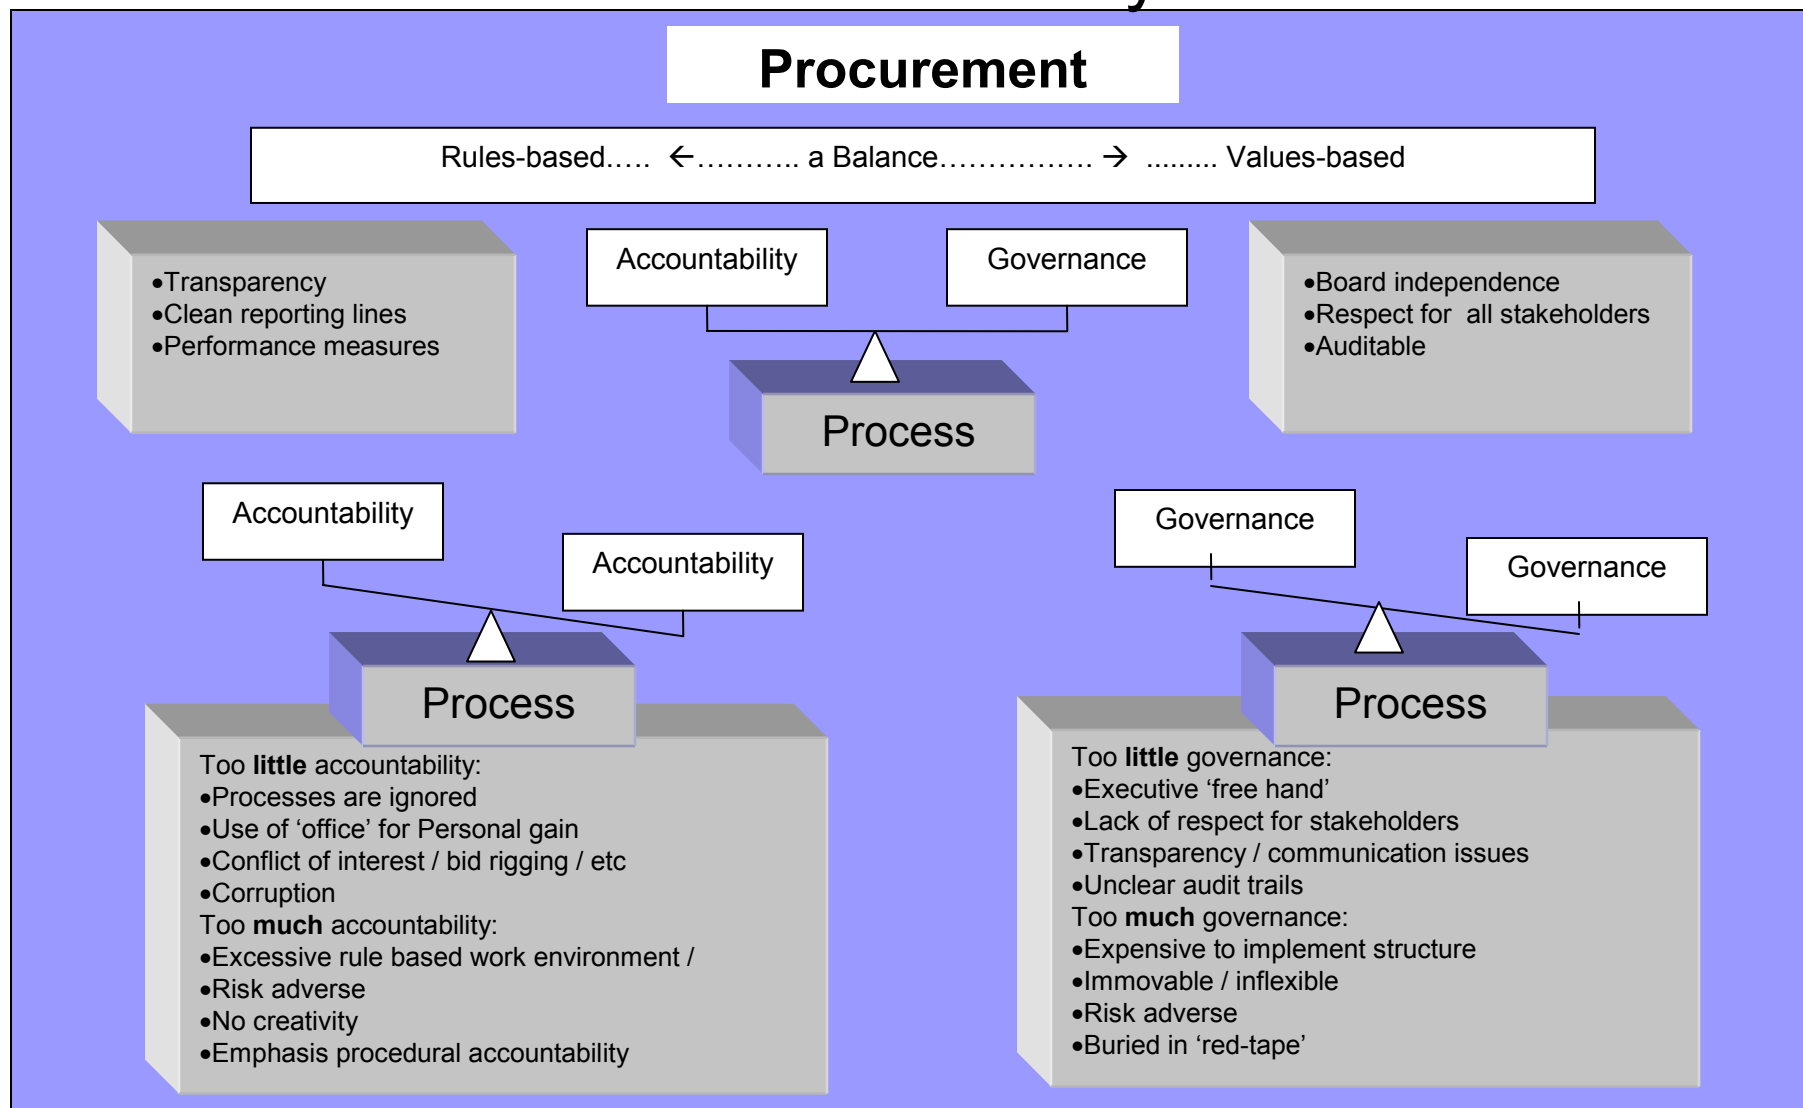 Procurement
Rules-based..... ←……….. a Balance……………. → ......... Values-based
•Transparency
•Clean reporting lines
•Performance measures
Accountability
Governance
Process
•Board independence
•Respect for  all stakeholders
•Auditable
Accountability
Accountability
Process
Too little accountability:
•Processes are ignored
•Use of ‘office’ for Personal gain
•Conflict of interest / bid rigging / etc
•Corruption
Too much accountability:
•Excessive rule based work environment /
•Risk adverse
•No creativity
•Emphasis procedural accountability
Governance
Governance
Process
Too little governance:
•Executive ‘free hand’
•Lack of respect for stakeholders
•Transparency / communication issues
•Unclear audit trails
Too much governance:
•Expensive to implement structure
•Immovable / inflexible
•Risk adverse
•Buried in ‘red-tape’